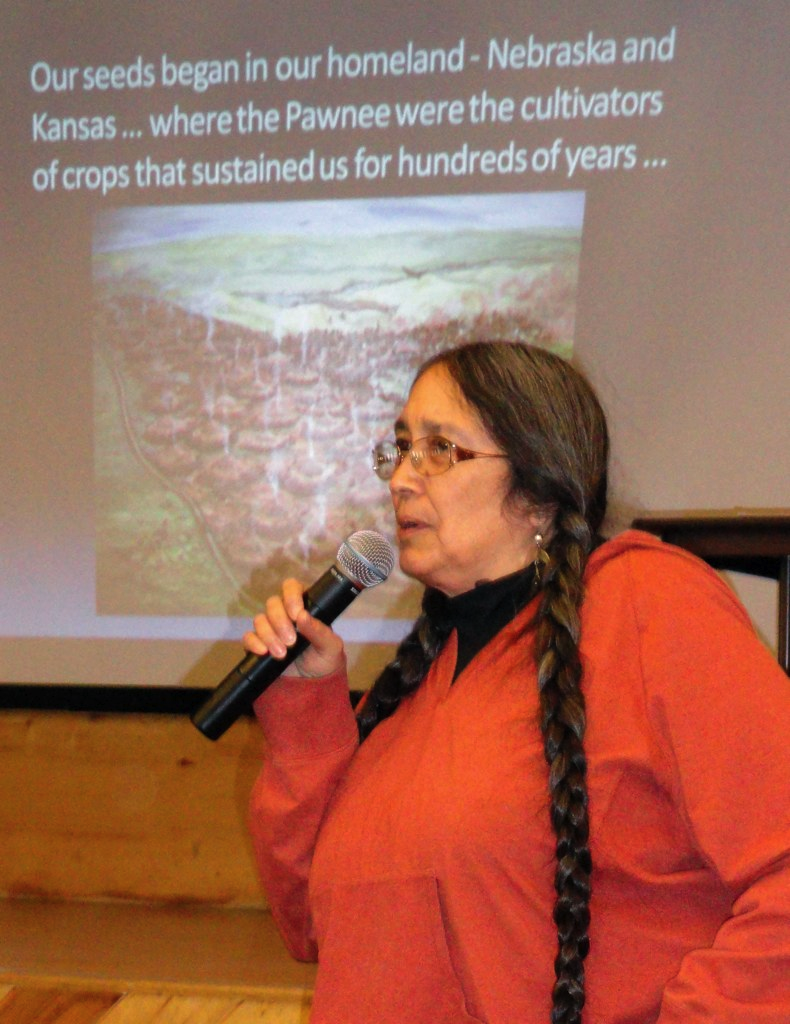 Our seeds began in our homeland - Nebraska and
Kansas ... where the Pawnee were the cultivators
of crops that sustained us for hundreds of years ...